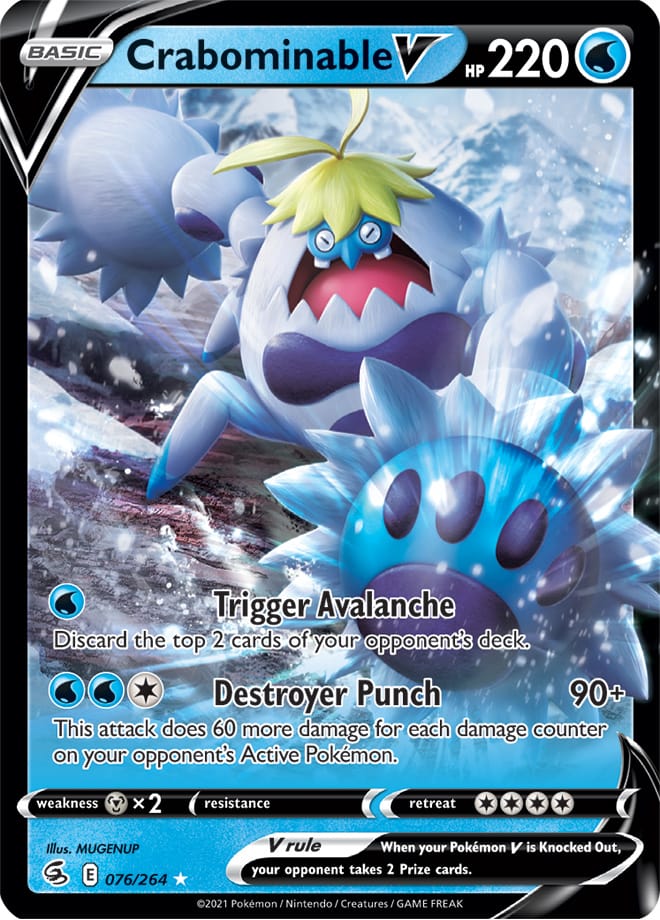 BASIC Crabominable V HP 220
Trigger Avalanche
Discard the top 2 cards of your opponent's deck.
Destroyer Punch 90+
This attack does 60 more damage for each damage counter
on your opponent's Active Pokémon.
weakness ×2 resistance retreat
Illus. MUGENUP
V rule When your Pokémon V is Knocked Out,
your opponent takes 2 Prize cards.
E 076/264
©2021 Pokémon / Nintendo / Creatures / GAME FREAK